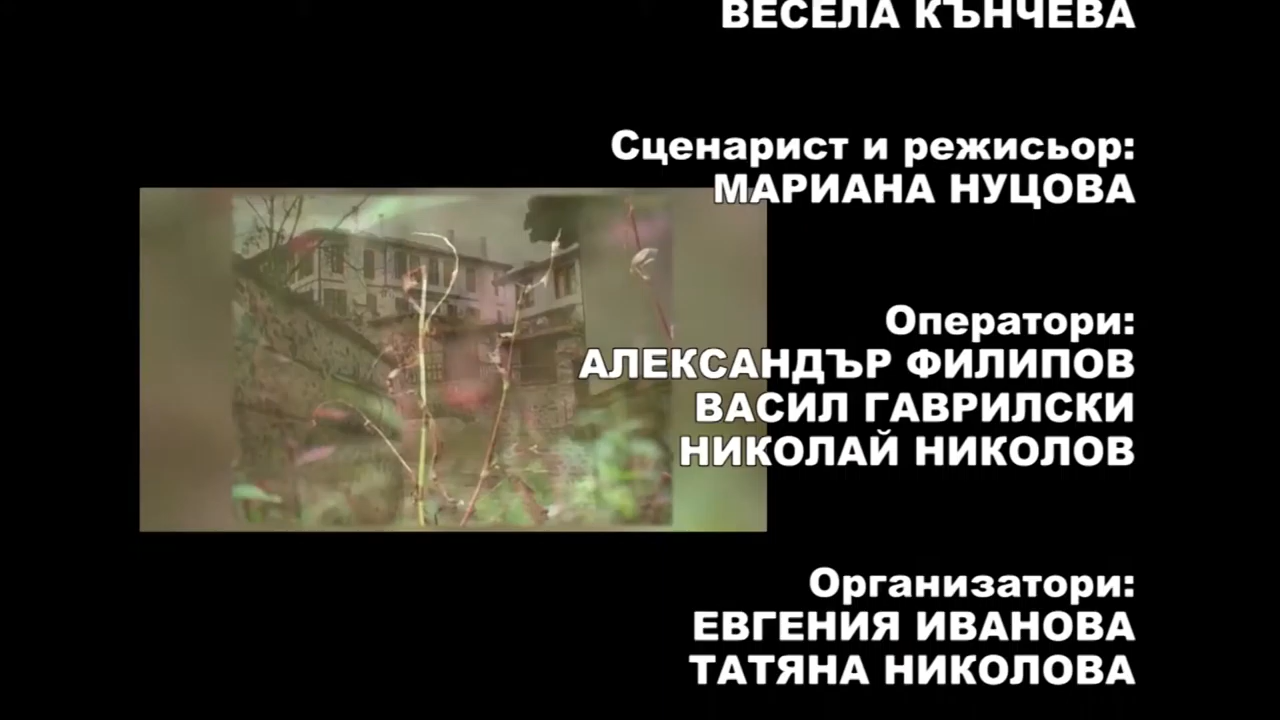 ВЕСЕЛА КЪНЧЕВА
Сценарист и режисьор:
МАРИАНА НУЦОВА
Оператори:
АЛЕКСАНДЪР ФИЛИПОВ
ВАСИЛ ГАВРИЛСКИ
НИКОЛАЙ НИКОЛОВ
Организатори:
ЕВГЕНИЯ ИВАНОВА
ТАТЯНА НИКОЛОВА